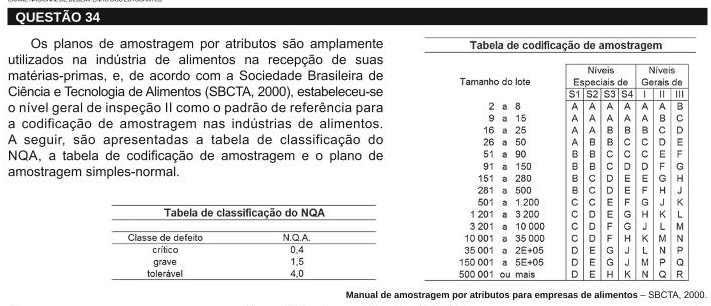 QUESTÃO 34
Os planos de amostragem por atributos são amplamente
utilizados na indústria de alimentos na recepção de suas
matérias-primas, e, de acordo com a Sociedade Brasileira de
Ciência e Tecnologia de Alimentos (SBCTA, 2000), estabeleceu-se
o nível geral de inspeção II como o padrão de referência para
a codificação de amostragem nas indústrias de alimentos.
A seguir, são apresentadas a tabela de classificação do
NQA, a tabela de codificação de amostragem e o plano de
amostragem simples-normal.
Tabela de classificação do NQA
Classe de defeito N.Q.A.
crítico 0,4
grave 1,5
tolerável 4,0
Tabela de codificação de amostragem
Níveis Níveis
Tamanho do lote Especiais de Gerais de
S1 S2 S3 S4 I II III
2 a 8 A A A A A A B
9 a 15 A A A A A B C
16 a 25 A A B B B C D
26 a 50 A B B C C D E
51 a 90 B B C C C E F
91 a 150 B B C D D F G
151 a 280 B C D E E G H
281 a 500 B C D E F H J
501 a 1 200 C C E F G J K
1 201 a 3 200 C D E G H K L
3 201 a 10 000 C D F G J L M
10 001 a 35 000 C D F H K M N
35 001 a 2E+05 D E G J L N P
150 001 a 5E+05 D E G J M P Q
500 001 ou mais D E H K N Q R
Manual de amostragem por atributos para empresas de alimentos – SBCTA, 2000.